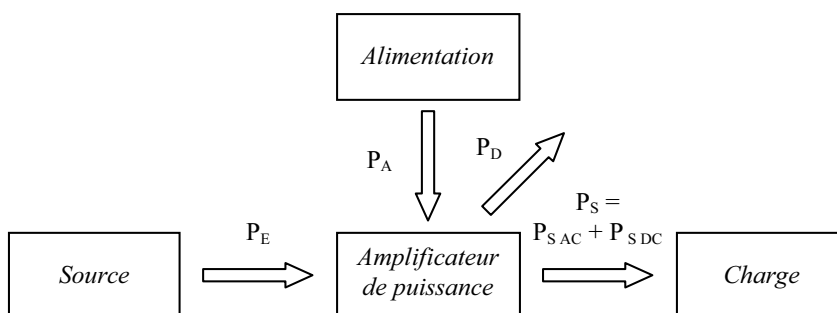 Alimentation
P_A
P_D
P_S =
P_S AC + P_S DC
P_E
Source
Amplificateur
de puissance
Charge